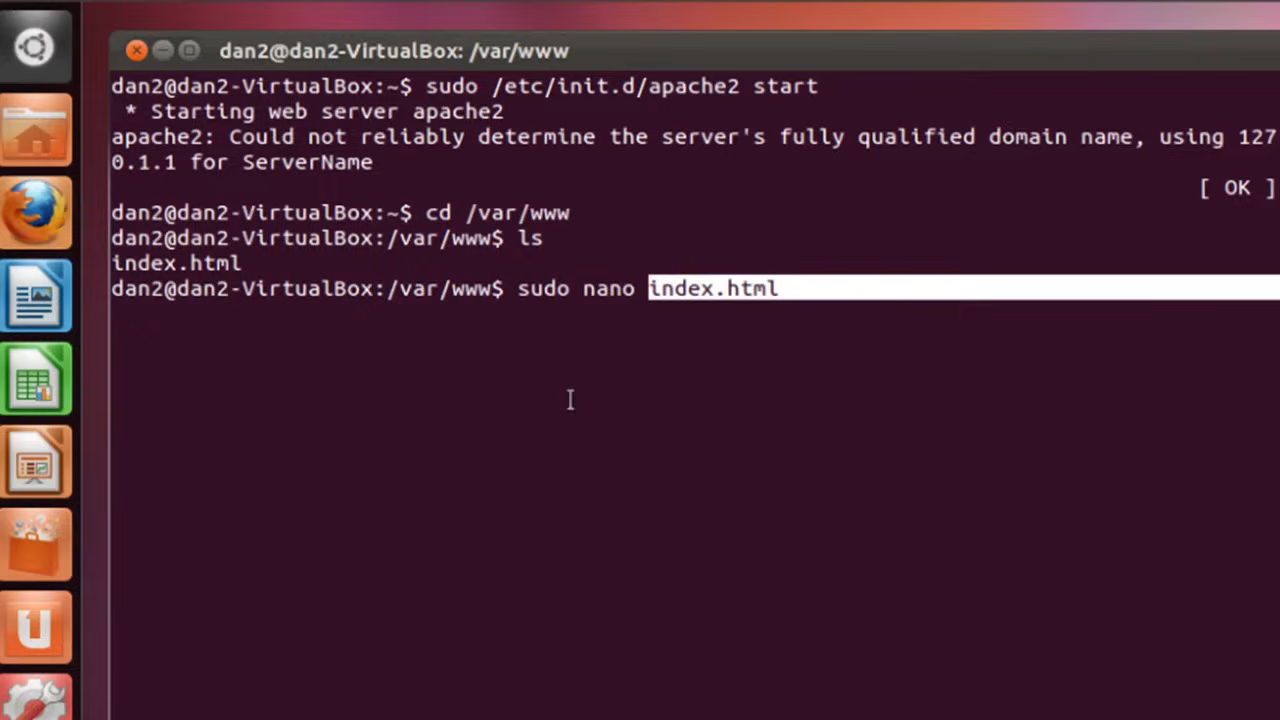 dan2@dan2-VirtualBox: /var/www
dan2@dan2-VirtualBox:~$ sudo /etc/init.d/apache2 start
 * Starting web server apache2
apache2: Could not reliably determine the server's fully qualified domain name, using 127
0.1.1 for ServerName
[ OK ]
dan2@dan2-VirtualBox:~$ cd /var/www
dan2@dan2-VirtualBox:/var/www$ ls
index.html
dan2@dan2-VirtualBox:/var/www$ sudo nano index.html